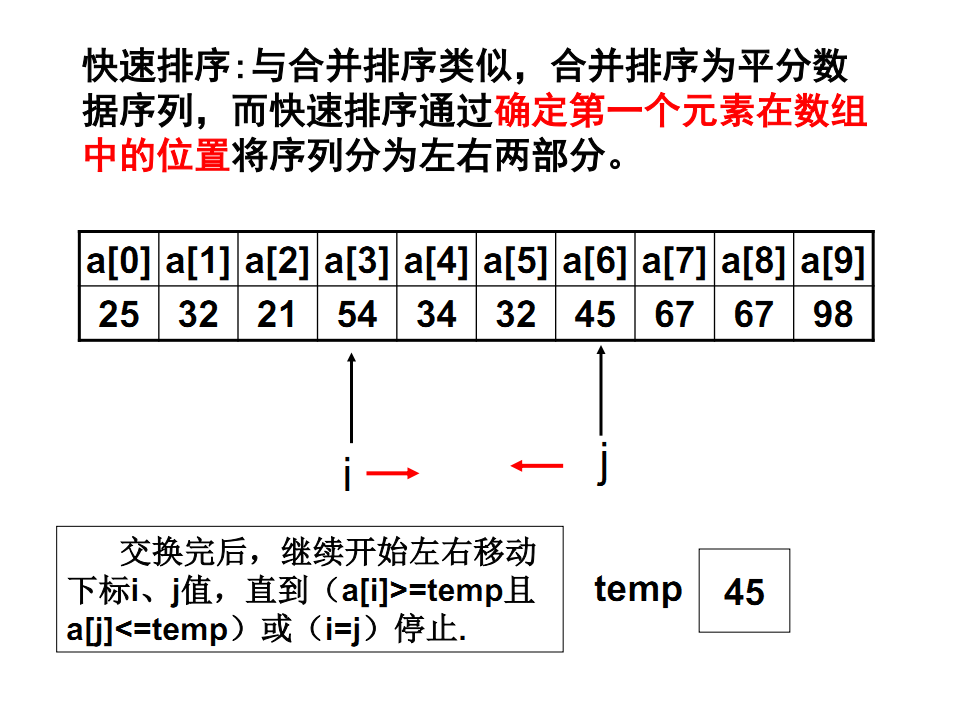 快速排序:与合并排序类似，合并排序为平分数
据序列，而快速排序通过确定第一个元素在数组
中的位置将序列分为左右两部分。
a[0] a[1] a[2] a[3] a[4] a[5] a[6] a[7] a[8] a[9]
25 32 21 54 34 32 45 67 67 98
i
j
交换完后，继续开始左右移动
下标i、j值，直到（a[i]>=temp且
a[j]<=temp）或（i=j）停止.
temp 45